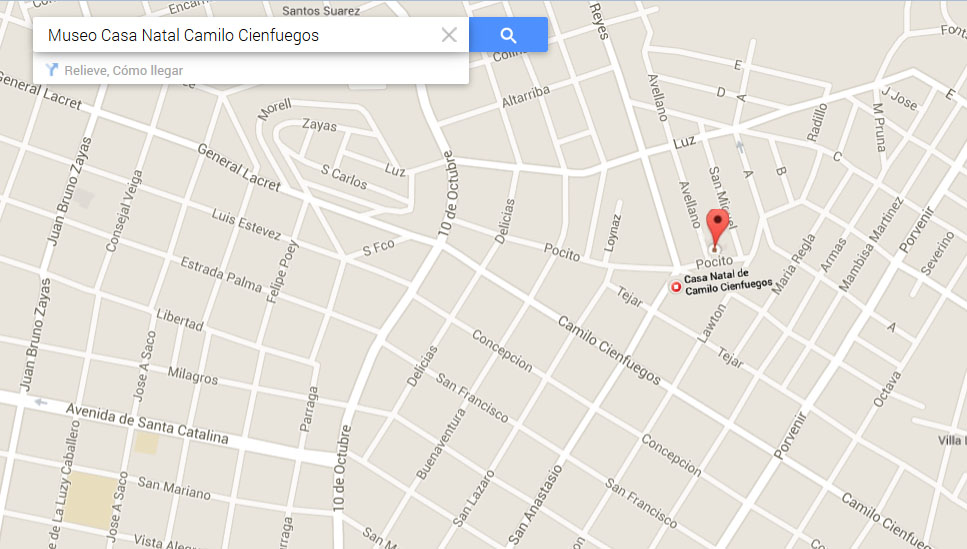 Santos Suarez
Museo Casa Natal Camilo Cienfuegos
Relieve, Cómo llegar
Reyes
E
Altarriba
Avellano
D
A
J Jose
E
General Lacret
Morell
Zayas
Luz
Radillo
M Pruna
Juan Bruno Zayas
General Lacret
S Carlos
Luz
10 de Octubre
C
A
B
Consejal Veiga
Avellano
San Miguel
Luis Estevez
Delicias
Loynaz
Porvenir
Felipe Poey
S Fco
Pocito
Pocito
Maria Regla
Armas
Mambisa Martinez
Severino
Estrada Palma
Casa Natal de
Camilo Cienfuegos
Tejar
Lawton
Juan Bruno Zayas
Libertad
Camilo Cienfuegos
A
Jose A Saco
Concepcion
Tejar
Milagros
Delicias
San Francisco
Octava
Parraga
Avenida de Santa Catalina
Porvenir
Buenaventura
Concepcion
Villa
10 de Octubre
e de La Luzy Caballero
Jose A Saco
San Mariano
San Lazaro
San Anastasio
San Francisco
Camilo Cienfuegos
Parraga
Vista Aleg
San M